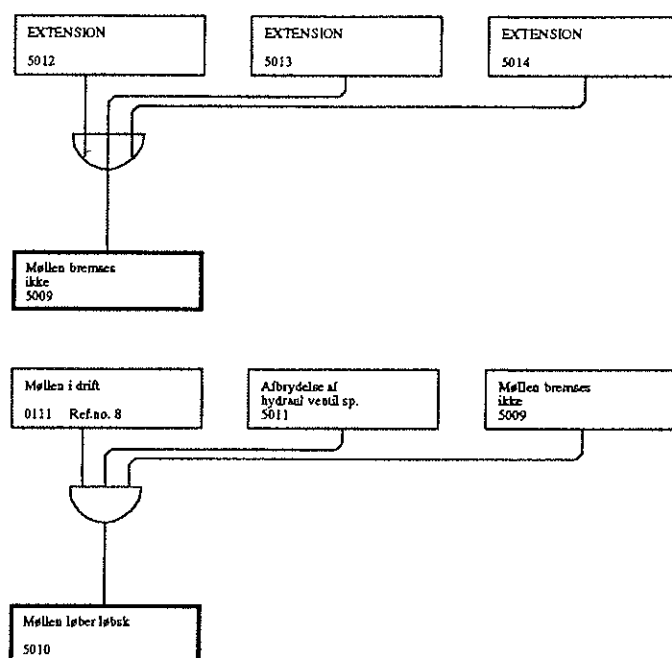 EXTENSION
5012
EXTENSION
5013
EXTENSION
5014
Møllen bremses
ikke
5009
Møllen i drift
0111 Ref.no. 8
Afbrydelse af
hydraul ventil sp.
5011
Møllen bremses
ikke
5009
Møllen løber løbsk
5010